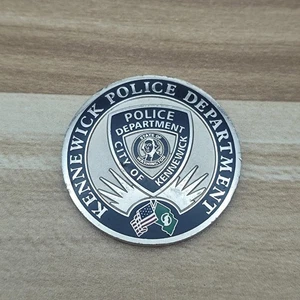 KENNEWICK POLICE DEPARTMENT
POLICE
DEPARTMENT
CITY OF
KENNEWICK